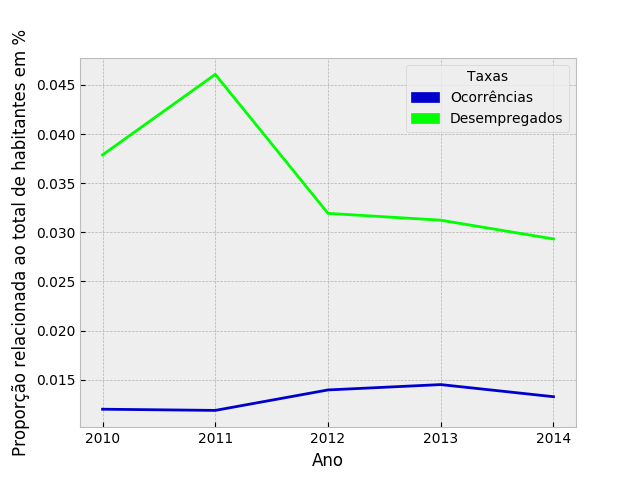 Proporção relacionada ao total de habitantes em %
0.045
0.040
0.035
0.030
0.025
0.020
0.015
Taxas
Ocorrências
Desempregados
2010 2011 2012 2013 2014
Ano